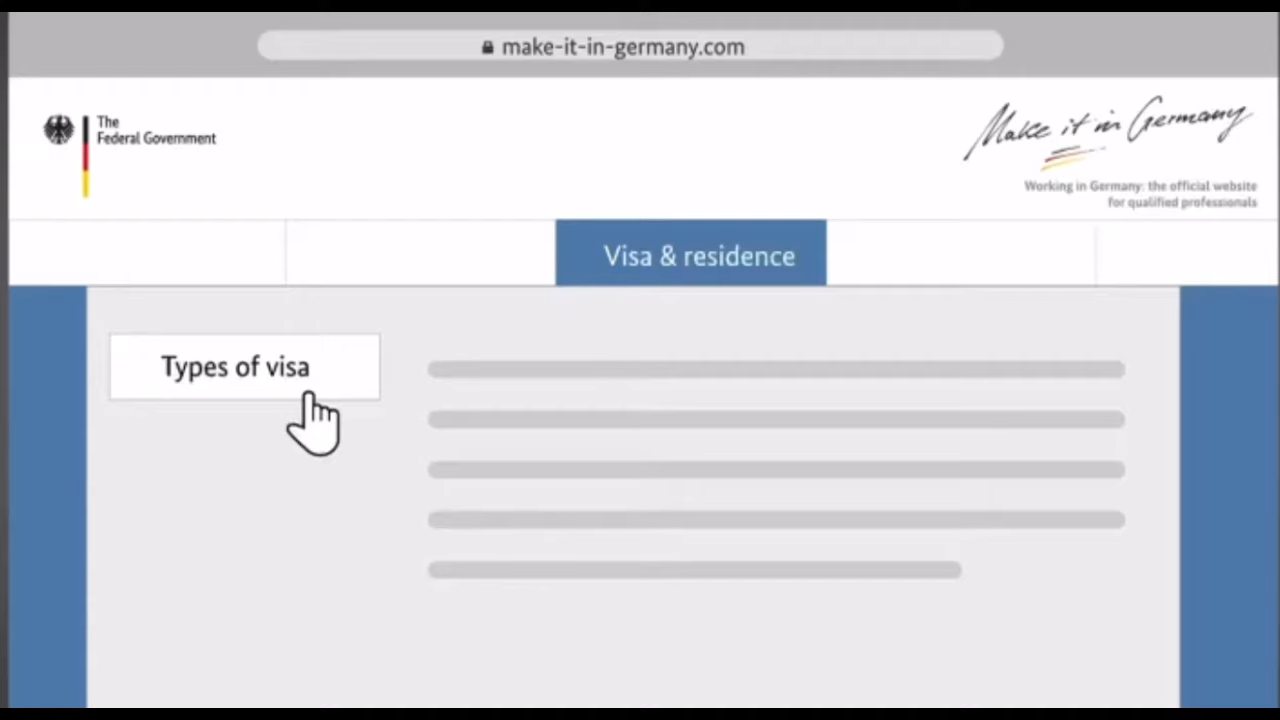 make-it-in-germany.com
The
Federal Government
Make it in Germany
Working in Germany: the official website
for qualified professionals
Visa & residence
Types of visa